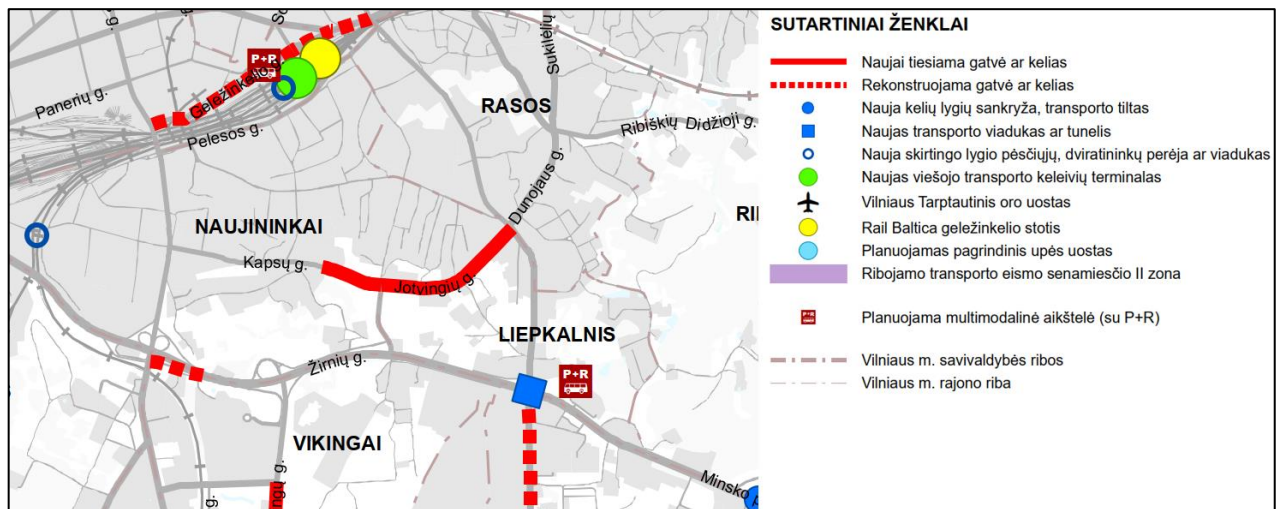 P+R
Geležinkelio g.
Panerių g.
Pelesos g.
RASOS
Ribiškių Didžioji g.
Dunojaus g.
NAUJININKAI
Kapsų g.
Jotvingių g.
LIEPKALNIS
Žirnių g.
P+R
VIKINGAI
Minsko
SUTARTINIAI ŽENKLAI
Naujai tiesiama gatvė ar kelias
Rekonstruojama gatvė ar kelias
Nauja kelių lygių sankryža, transporto tiltas
Naujas transporto viadukas ar tunelis
Nauja skirtingo lygio pėsčiųjų, dviratininkų perėja ar viadukas
Naujas viešojo transporto keleivių terminalas
Vilniaus Tarptautinis oro uostas
Rail Baltica geležinkelio stotis
Planuojamas pagrindinis upės uostas
Ribojamo transporto eismo senamiesčio II zona
P+R
Planuojama multimodalinė aikštelė (su P+R)
Vilniaus m. savivaldybės ribos
Vilniaus m. rajono riba